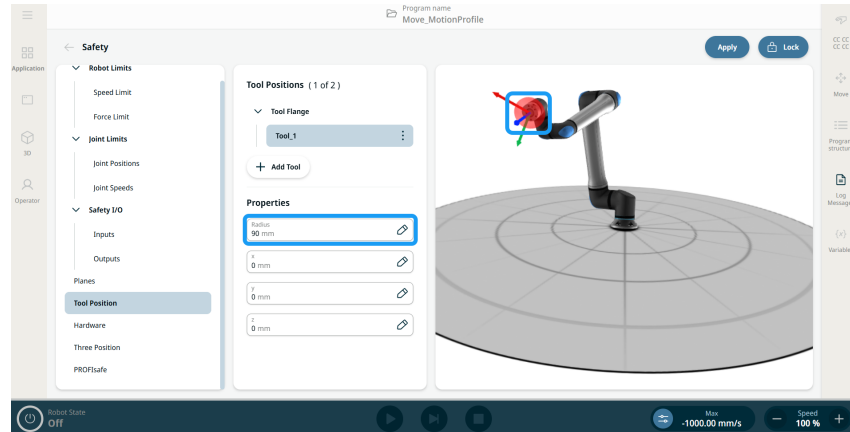 Program name
Move_MotionProfile
Safety
Apply
Lock
Application
3D
Operator
Robot Limits
Speed Limit
Force Limit
Joint Limits
Joint Positions
Joint Speeds
Safety I/O
Inputs
Outputs
Planes
Tool Position
Hardware
Three Position
PROFIsafe
Tool Positions ( 1 of 2 )
Tool Flange
Tool_1
Add Tool
Properties
Radius
90 mm
x
0 mm
y
0 mm
z
0 mm
CC CC
CC CC
Move
Program
structur
Log
Message
(x)
Variable
Robot State
Off
Max
-1000.00 mm/s
Speed
100 %